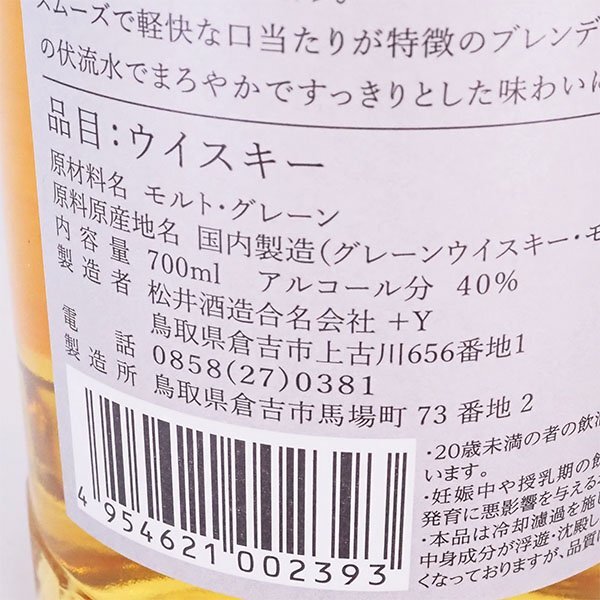 スムーズで軽快な口当たりが特徴のブレンデ
の伏流水でまろやかですっきりとした味わいに
品目：ウイスキー
原材料名 モルト・グレーン
原料原産地名 国内製造（グレーンウイスキー・モ
内容量 700ml アルコール分 40%
製造者 松井酒造合名会社 +Y
鳥取県倉吉市上古川656番地1
電話 0858(27)0381
製造所 鳥取県倉吉市馬場町 73 番地 2
・20歳未満の者の飲酒
います。
・妊娠中や授乳期の飲
発育に悪影響を与える
・本品は冷却濾過を施し
中身成分が浮遊・沈殿し
くなっておりますが、品質に
4 954621 002393